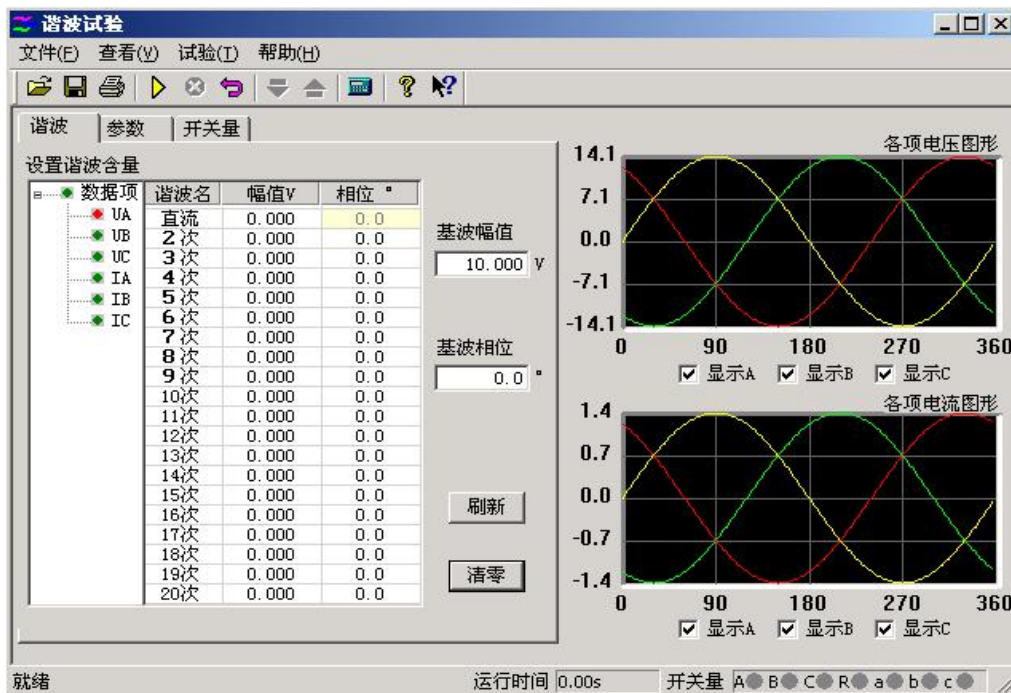 谐波试验
文件(F) 查看(V) 试验(T) 帮助(H)
谐波 参数 开关量
设置谐波含量
数据项
UA
UB
UC
IA
IB
IC
谐波名 幅值V 相位 °
直流 0.000 0.0
2次 0.000 0.0
3次 0.000 0.0
4次 0.000 0.0
5次 0.000 0.0
6次 0.000 0.0
7次 0.000 0.0
8次 0.000 0.0
9次 0.000 0.0
10次 0.000 0.0
11次 0.000 0.0
12次 0.000 0.0
13次 0.000 0.0
14次 0.000 0.0
15次 0.000 0.0
16次 0.000 0.0
17次 0.000 0.0
18次 0.000 0.0
19次 0.000 0.0
20次 0.000 0.0
基波幅值
10.000 V
基波相位
0.0 °
刷新
清零
各项电压图形
14.1
7.1
0.0
-7.1
-14.1
0 90 180 270 360
显示A 显示B 显示C
各项电流图形
1.4
0.7
0.0
-0.7
-1.4
0 90 180 270 360
显示A 显示B 显示C
就绪 运行时间 0.00s 开关量 A B C R a b c